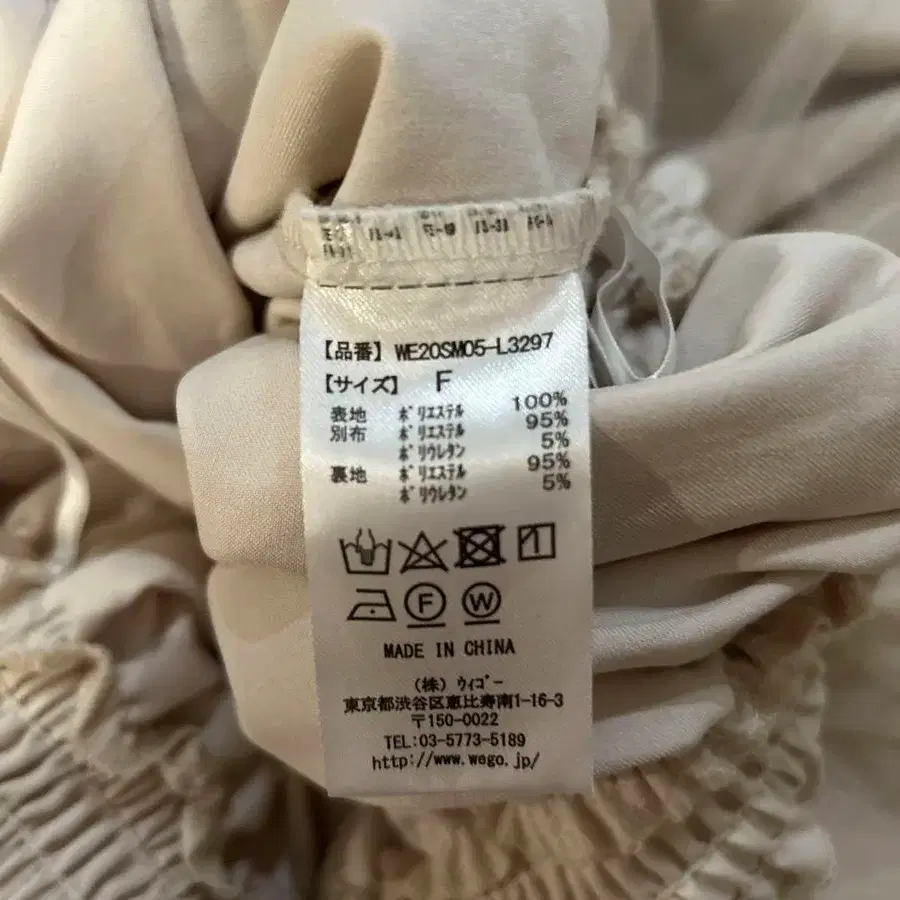 【品番】 WE20SM05-L3297
【サイズ】 F
表地 ポリエステル 100%
別布 ポリエステル 95%
ポリウレタン 5%
裏地 ポリエステル 95%
ポリウレタン 5%
1
F W
MADE IN CHINA
(株) ウィゴー
東京都渋谷区恵比寿南1-16-3
〒150-0022
TEL:03-5773-5189
http://www.wego.jp/